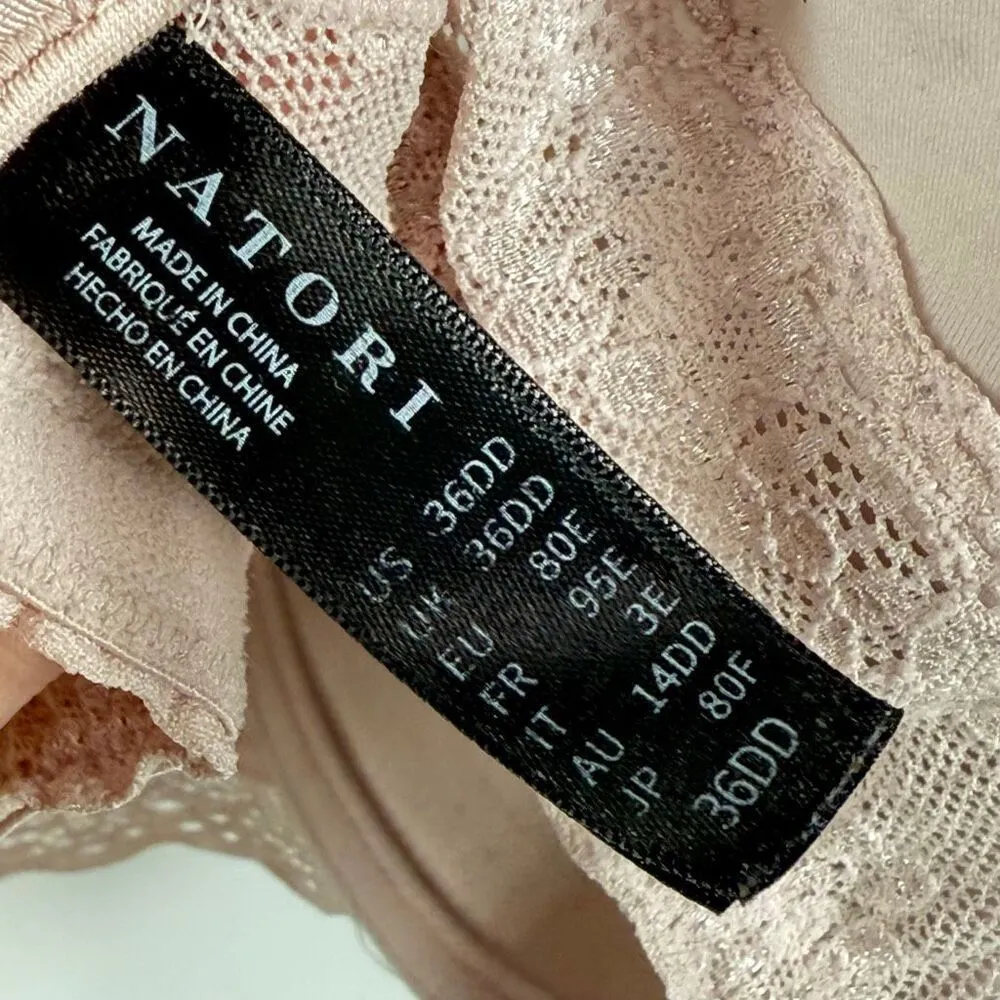 NATORI
MADE IN CHINA
FABRIQUÉ EN CHINE
HECHO EN CHINA
US 36DD
UK 36DD
EU 80E
FR 95E
IT 3E
AU 14DD
JP 80F
36DD